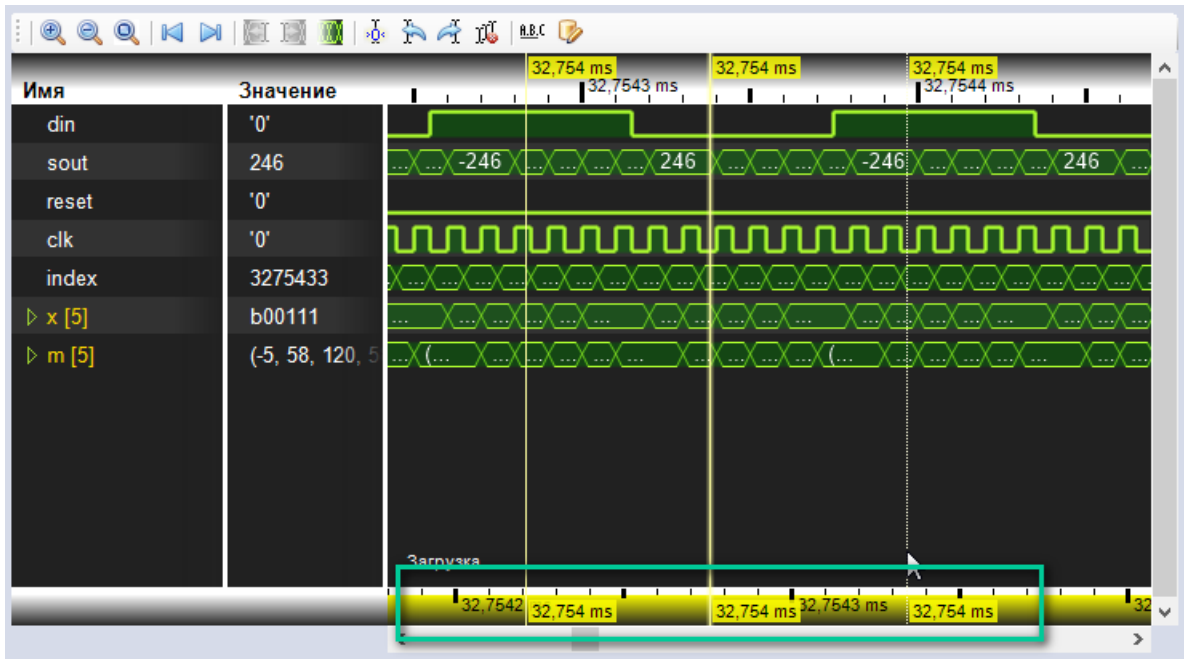 A.B.C
32,754 ms 32,754 ms 32,754 ms
Имя Значение 32,7543 ms 32,7544 ms
din '0'
sout 246 ... ... -246 ... ... ... 246 ... ... ... ... -246 ... ... ... 246 ...
reset '0'
clk '0'
index 3275433 ... ... ... ... ... ... ... ... ... ... ... ... ... ... ... ... ... ... ... ... ... ...
x [5] b00111 ... ... ... ... ... ... ... ... ... ... ... ... ... ... ... ...
m [5] (-5, 58, 120, 5 ... (... ... ... ... ... ... ... ... ... (... ... ... ... ... ... ...
Загрузка
32,7542 32,754 ms 32,754 ms 32,7543 ms 32,754 ms 32